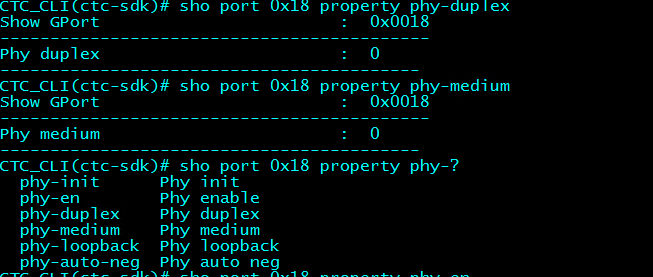 CTC_CLI(ctc-sdk)# sho port 0x18 property phy-duplex
Show GPort                    :  0x0018
-------------------------------------------
Phy duplex                    :  0
------------------------------------------
CTC_CLI(ctc-sdk)# sho port 0x18 property phy-medium
Show GPort                    :  0x0018
-------------------------------------------
Phy medium                    :  0
------------------------------------------
CTC_CLI(ctc-sdk)# sho port 0x18 property phy-?
  phy-init      Phy init
  phy-en        Phy enable
  phy-duplex    Phy duplex
  phy-medium    Phy medium
  phy-loopback  Phy loopback
  phy-auto-neg  Phy auto neg
CTC_CLI(ctc-sdk)# sho port 0x18 property phy-en